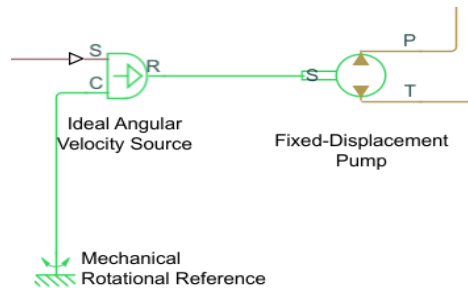 P
S
R
S
C
T
Ideal Angular
Velocity Source
Fixed-Displacement
Pump
Mechanical
Rotational Reference